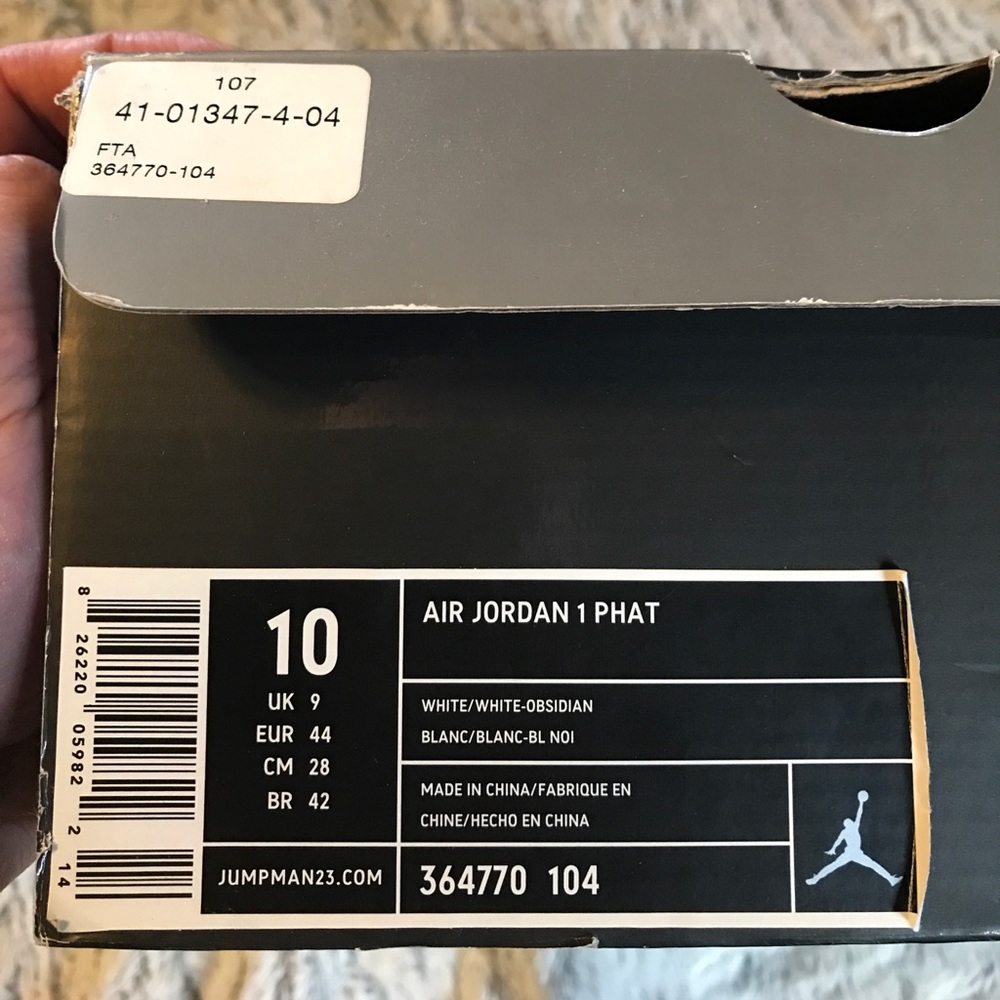 107
41-01347-4-04
FTA
364770-104
8 26220 05982 2 14
10
UK 9
EUR 44
CM 28
BR 42
JUMPMAN23.COM
AIR JORDAN 1 PHAT
WHITE/WHITE-OBSIDIAN
BLANC/BLANC-BL NOI
MADE IN CHINA/FABRIQUE EN
CHINE/HECHO EN CHINA
364770 104